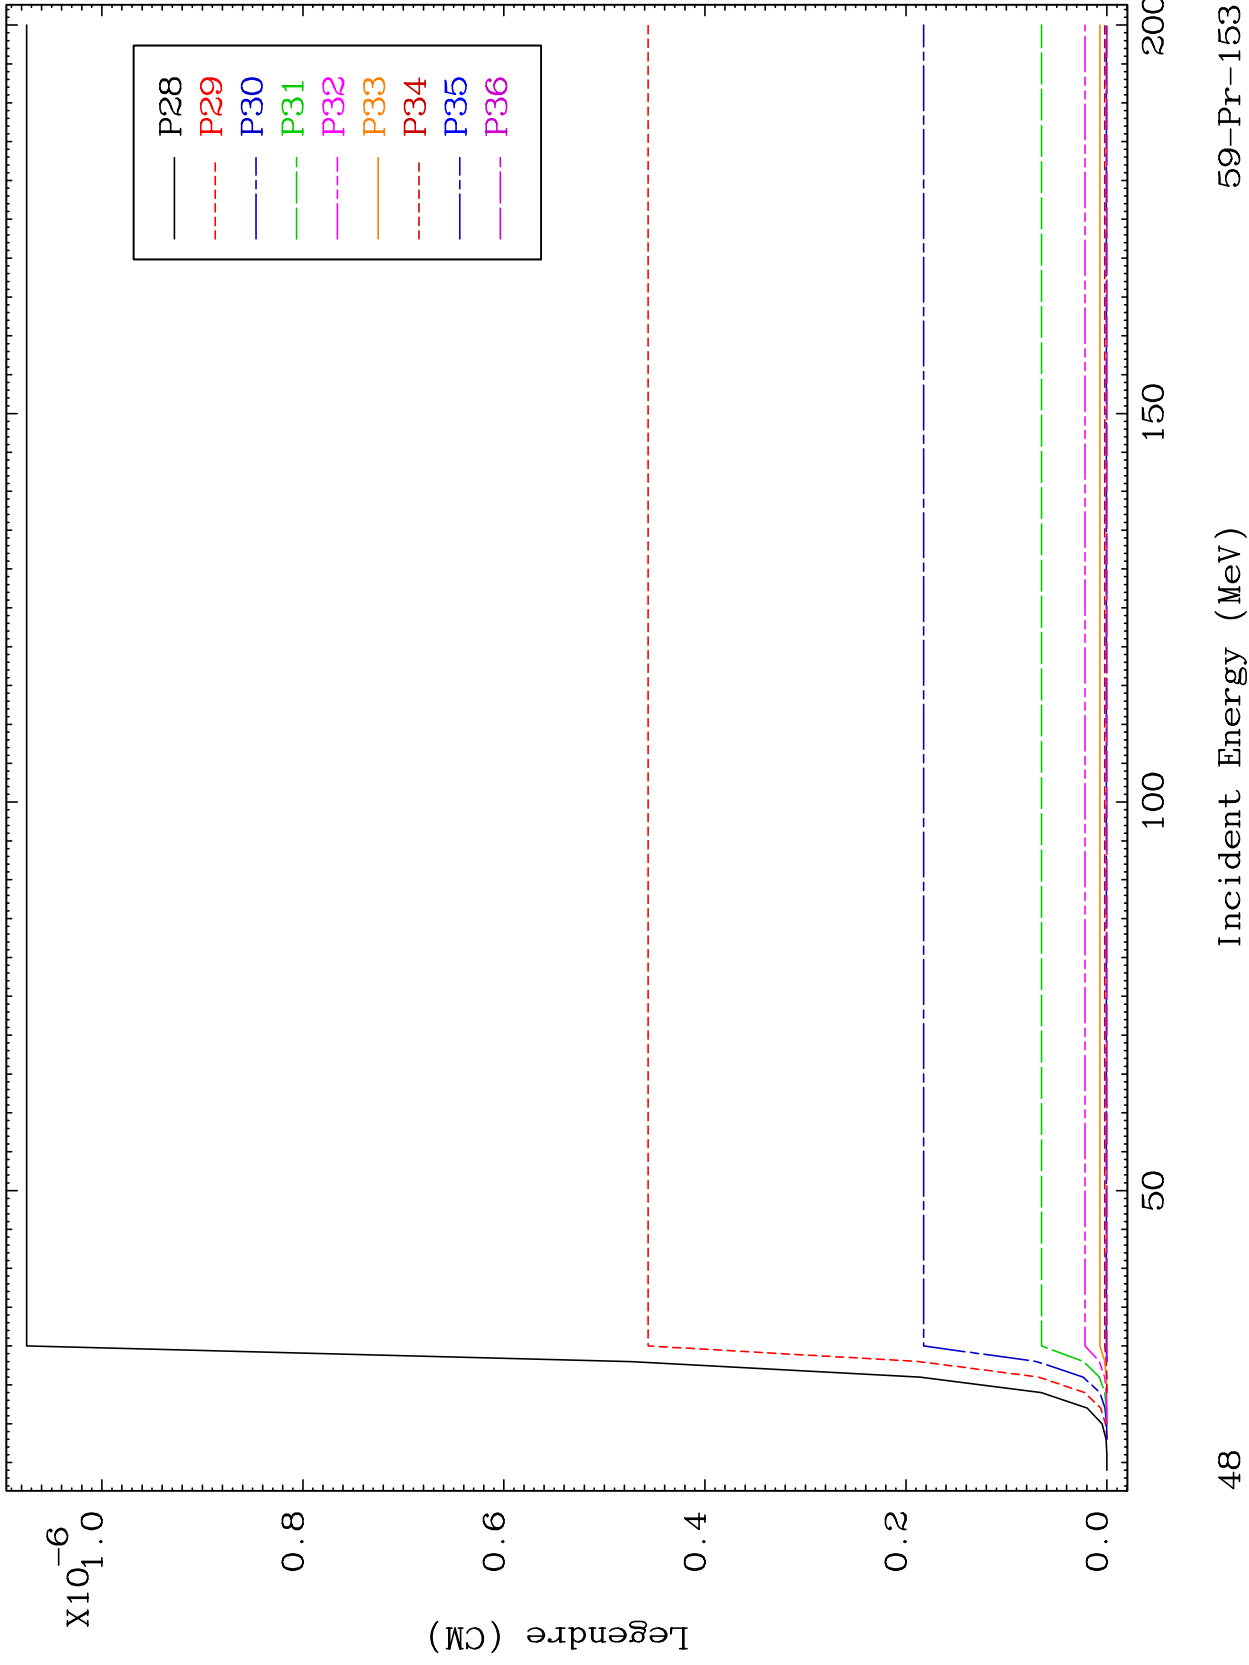 X10-6
1.0
0.8
0.6
0.4
0.2
0.0
Legendre (CM)
P28
P29
P30
P31
P32
P33
P34
P35
P36
50
100
150
200
Incident Energy (MeV)
48
59-Pr-153